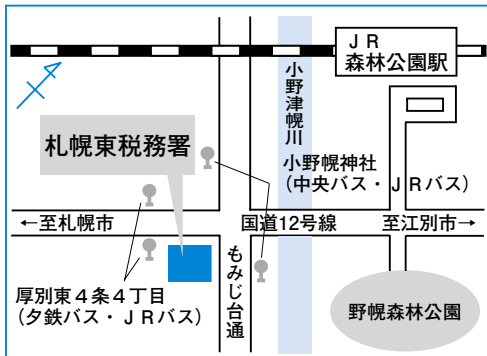 ＪＲ
森林公園駅
小野津幌川
札幌東税務署
小野幌神社
（中央バス・ＪＲバス）
←至札幌市
国道12号線
至江別市→
もみじ台通
厚別東４条４丁目
（夕鉄バス・ＪＲバス）
野幌森林公園